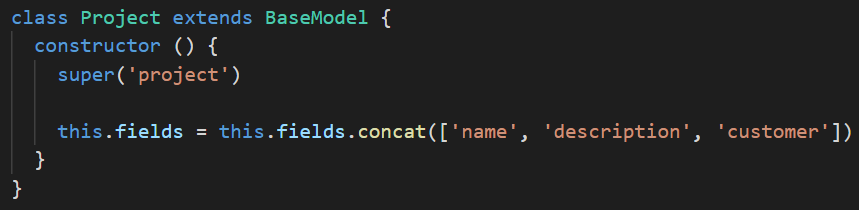 class Project extends BaseModel {
  constructor () {
    super('project')

    this.fields = this.fields.concat(['name', 'description', 'customer'])
  }
}